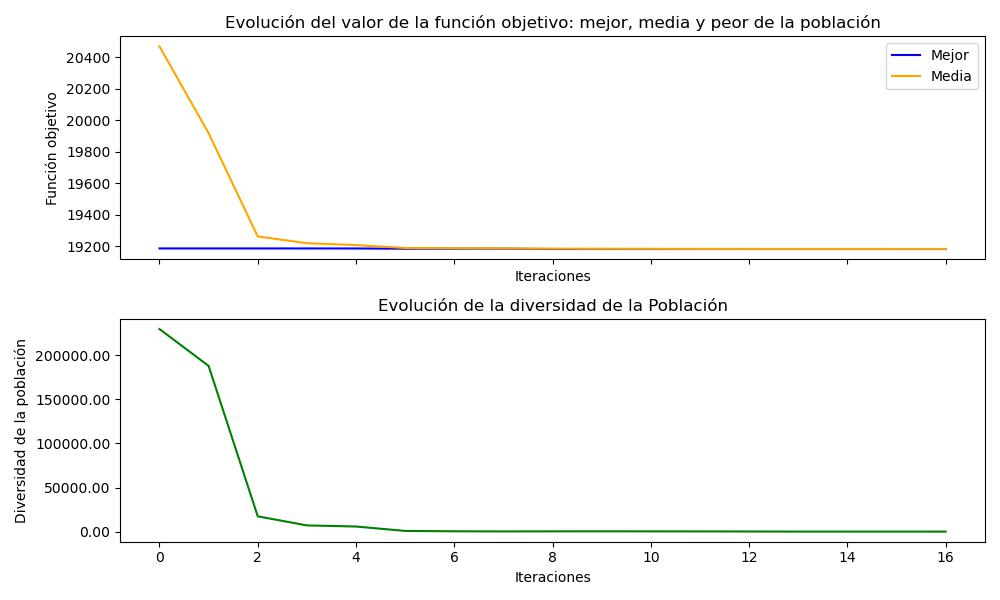 Evolución del valor de la función objetivo: mejor, media y peor de la población
Mejor
Media
Función objetivo
20400
20200
20000
19800
19600
19400
19200
Iteraciones
Evolución de la diversidad de la Población
Diversidad de la población
200000.00
150000.00
100000.00
50000.00
0.00
0 2 4 6 8 10 12 14 16
Iteraciones